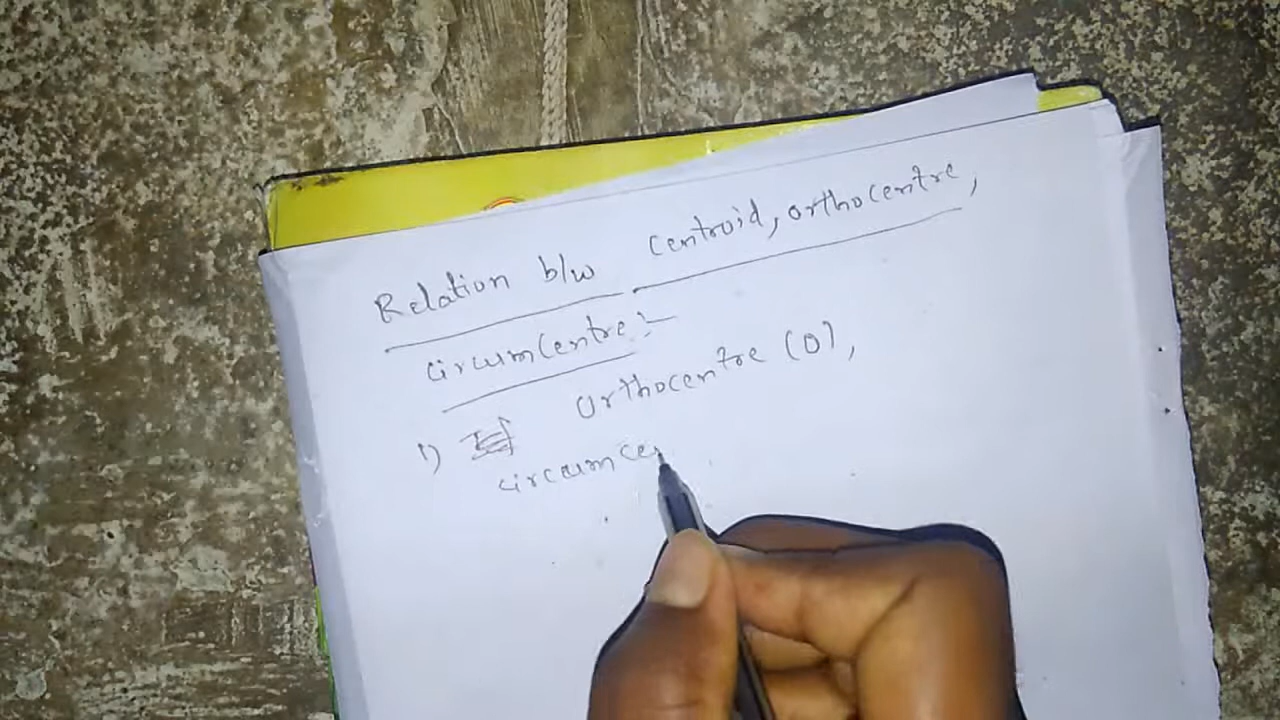 Relation b/w centroid, orthocentre,
circumcentre:-
1) Orthocentre (O),
circumce